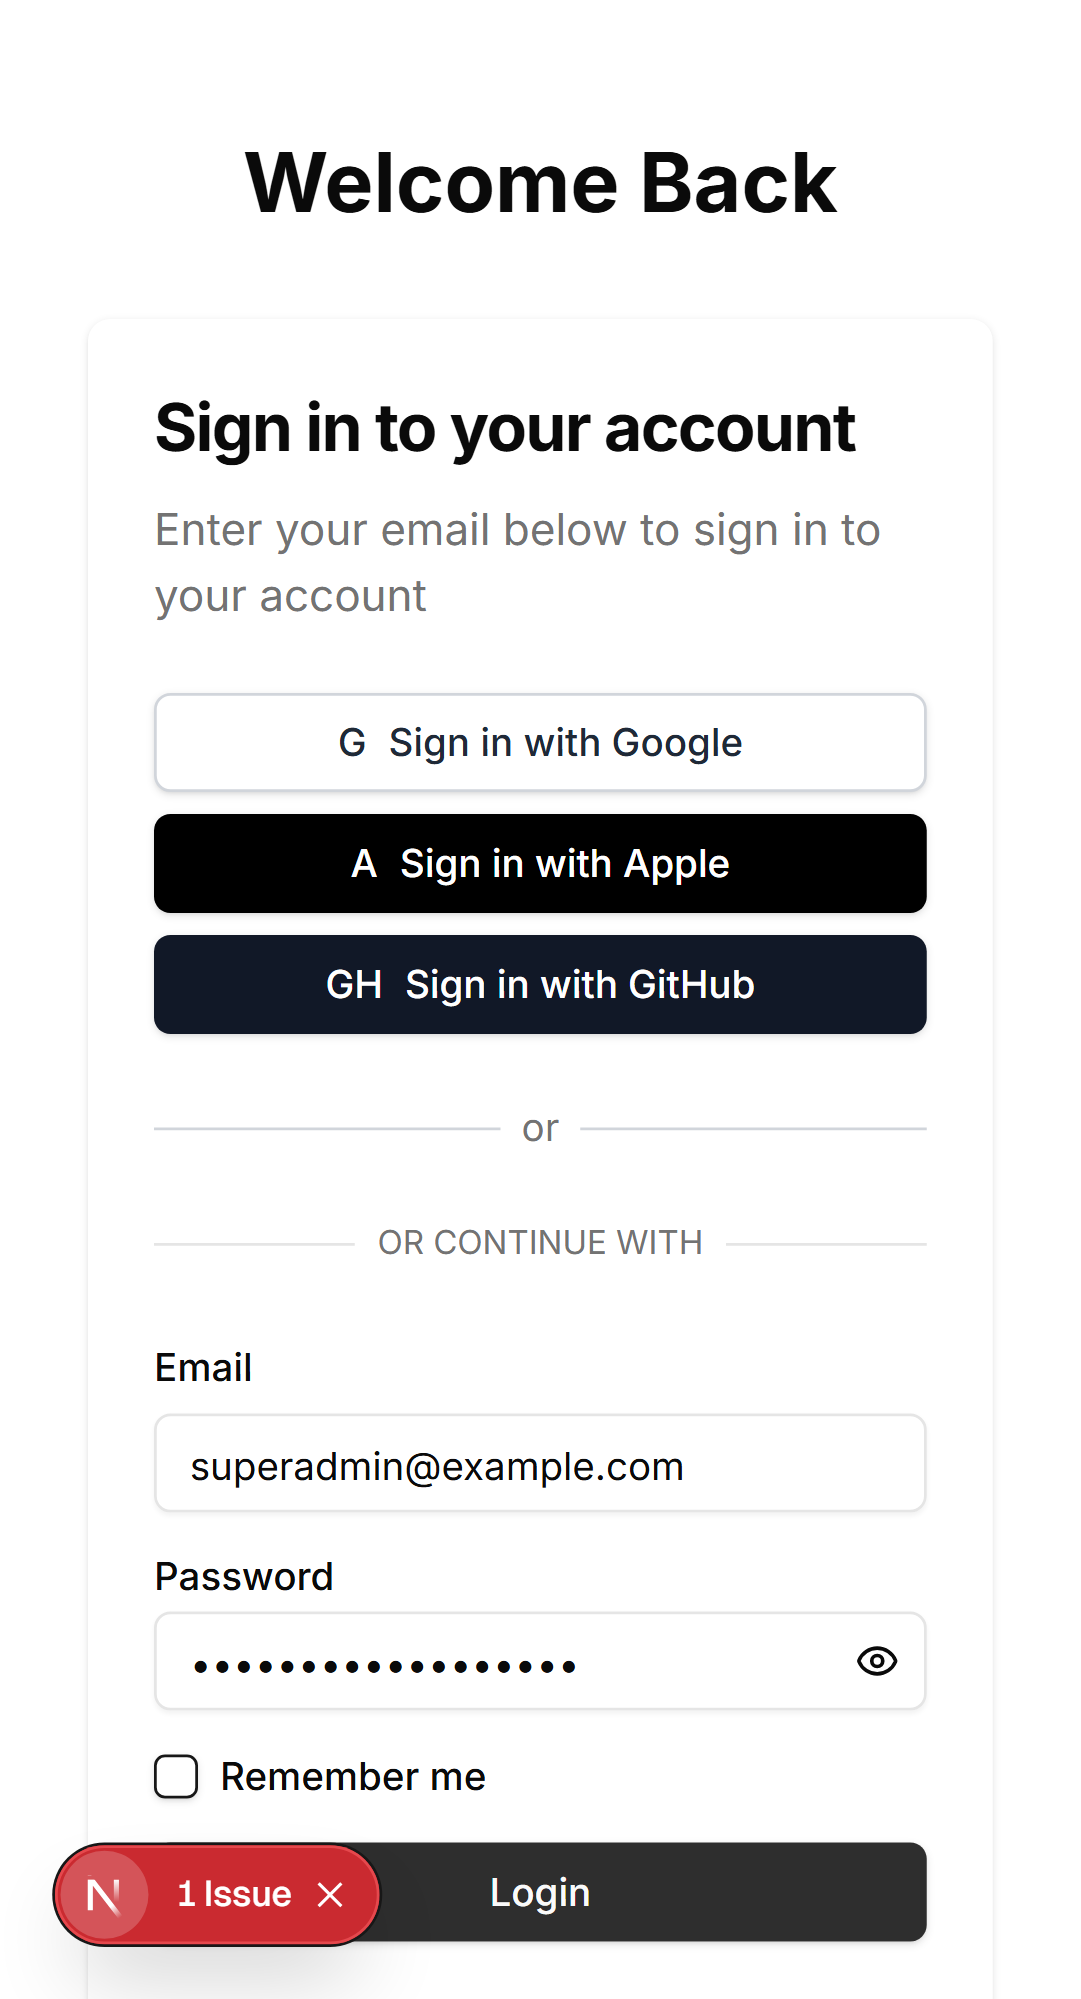 Welcome Back
Sign in to your account
Enter your email below to sign in to
your account
G Sign in with Google
A Sign in with Apple
GH Sign in with GitHub
or
OR CONTINUE WITH
Email
superadmin@example.com
Password
••••••••••••••••••
Remember me
N 1 Issue
Login